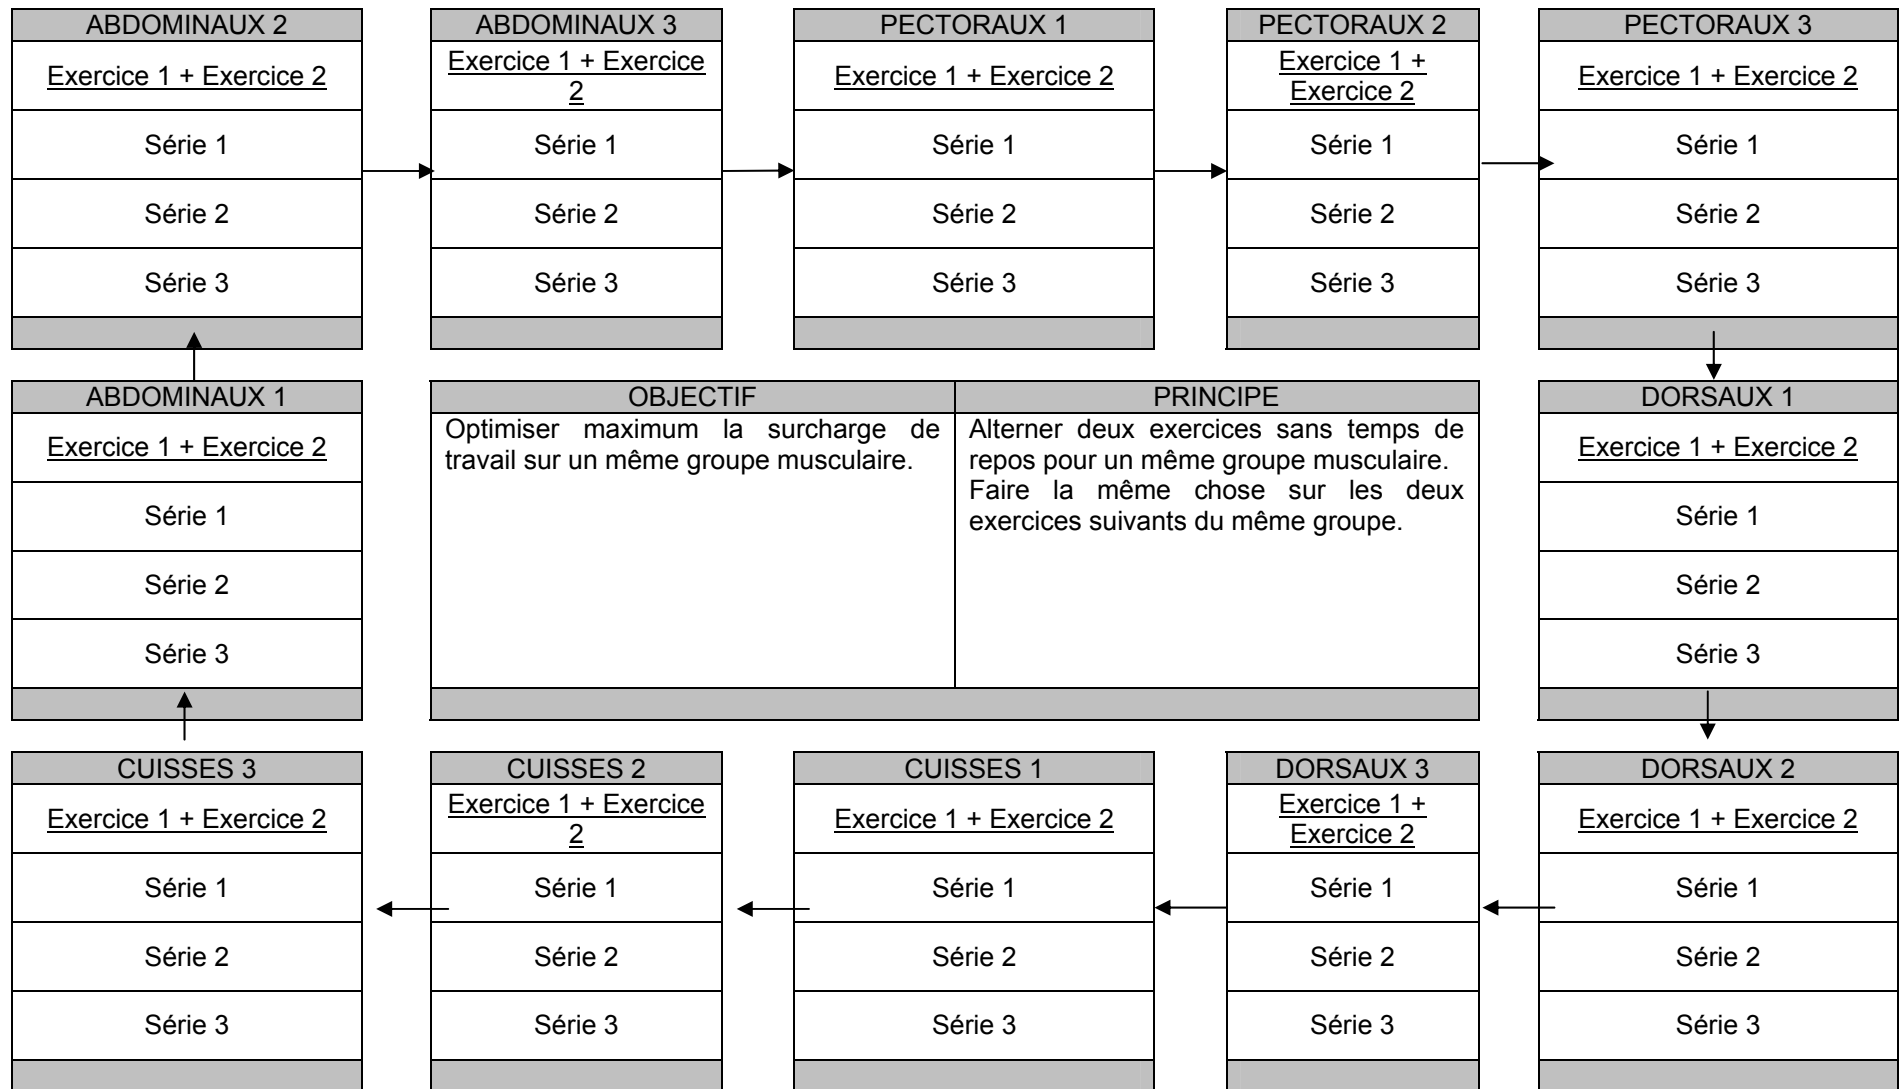 ABDOMINAUX 2
Exercice 1 + Exercice 2
Série 1
Série 2
Série 3
ABDOMINAUX 3
Exercice 1 + Exercice
2
Série 1
Série 2
Série 3
PECTORAUX 1
Exercice 1 + Exercice 2
Série 1
Série 2
Série 3
PECTORAUX 2
Exercice 1 +
Exercice 2
Série 1
Série 2
Série 3
PECTORAUX 3
Exercice 1 + Exercice 2
Série 1
Série 2
Série 3
ABDOMINAUX 1
Exercice 1 + Exercice 2
Série 1
Série 2
Série 3
OBJECTIF
Optimiser maximum la surcharge de
travail sur un même groupe musculaire.
PRINCIPE
Alterner deux exercices sans temps de
repos pour un même groupe musculaire.
Faire la même chose sur les deux
exercices suivants du même groupe.
DORSAUX 1
Exercice 1 + Exercice 2
Série 1
Série 2
Série 3
CUISSES 3
Exercice 1 + Exercice 2
Série 1
Série 2
Série 3
CUISSES 2
Exercice 1 + Exercice
2
Série 1
Série 2
Série 3
CUISSES 1
Exercice 1 + Exercice 2
Série 1
Série 2
Série 3
DORSAUX 3
Exercice 1 +
Exercice 2
Série 1
Série 2
Série 3
DORSAUX 2
Exercice 1 + Exercice 2
Série 1
Série 2
Série 3